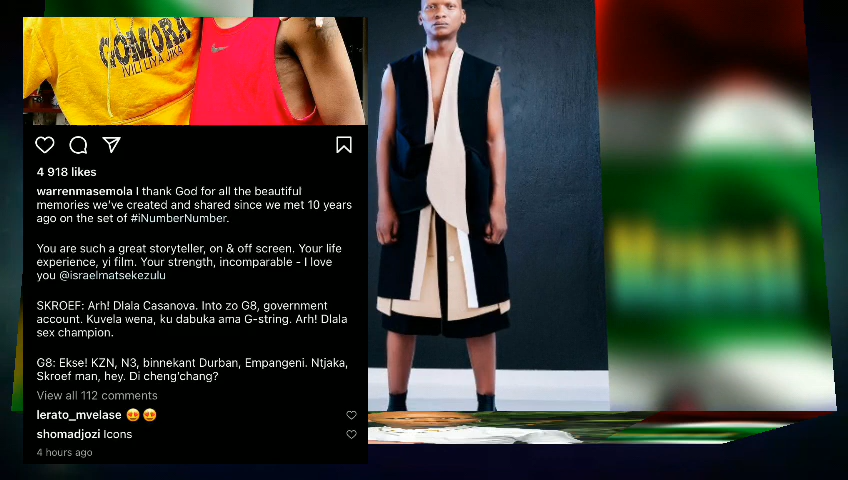 GOMORA
IVILI LIYA JIKA
4 918 likes
warrenmasemola I thank God for all the beautiful
memories we've created and shared since we met 10 years
ago on the set of #iNumberNumber.
You are such a great storyteller, on & off screen. Your life
experience, yi film. Your strength, incomparable - I love
you @israelmatsekezulu
SKROEF: Arh! Dlala Casanova. Into zo G8, government
account. Kuvela wena, ku dabuka ama G-string. Arh! Dlala
sex champion.
G8: Ekse! KZN, N3, binnekant Durban, Empangeni. Ntjaka,
Skroef man, hey. Di cheng'chang?
View all 112 comments
lerato_mvelase 😍😍
shomadjozi Icons
4 hours ago